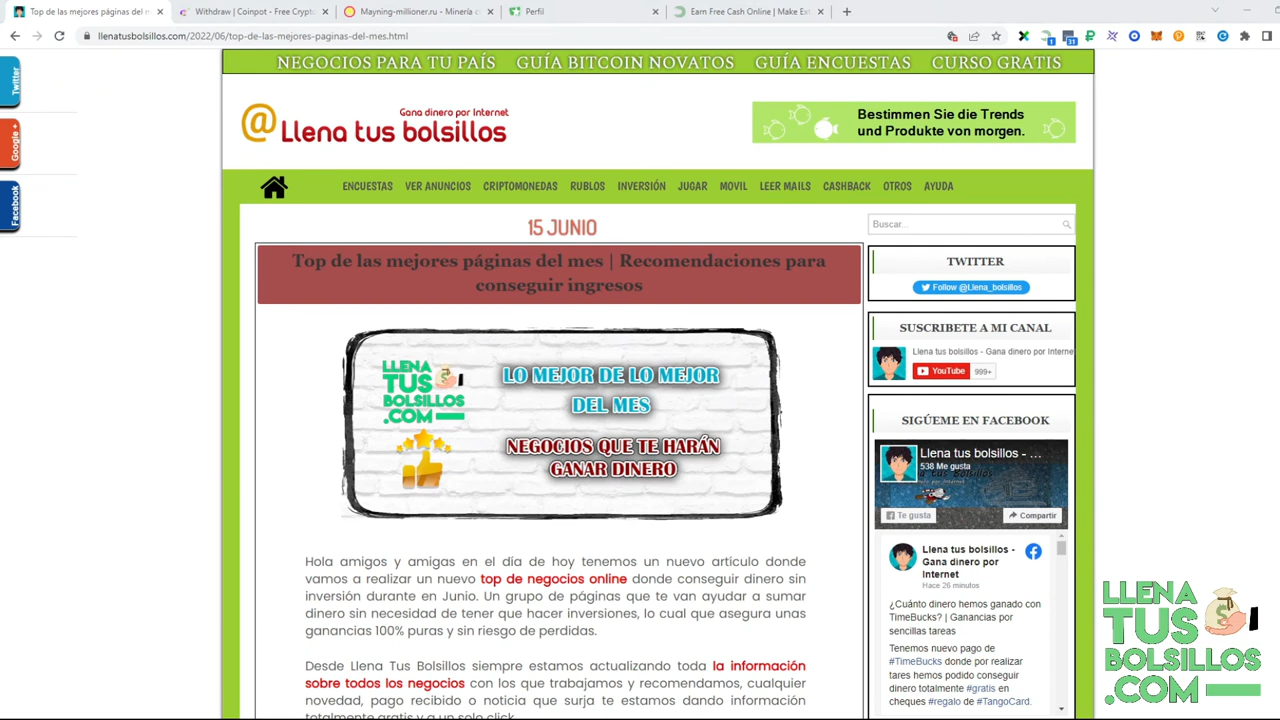 Top de las mejores páginas del m
Withdraw | Coinpot - Free Crypto
Mayning-millioner.ru - Minería c
Perfil
Earn Free Cash Online | Make Ext
llenatusbolsillos.com/2022/06/top-de-las-mejores-paginas-del-mes.html
Twitter
Google +
Facebook
NEGOCIOS PARA TU PAÍS GUÍA BITCOIN NOVATOS GUÍA ENCUESTAS CURSO GRATIS
Gana dinero por Internet
@ Llena tus bolsillos
Bestimmen Sie die Trends
und Produkte von morgen.
ENCUESTAS VER ANUNCIOS CRIPTOMONEDAS RUBLOS INVERSIÓN JUGAR MOVIL LEER MAILS CASHBACK OTROS AYUDA
15 JUNIO
Top de las mejores páginas del mes | Recomendaciones para
conseguir ingresos
LLENA
TUS
BOLSILLOS
.COM
LO MEJOR DE LO MEJOR
DEL MES
NEGOCIOS QUE TE HARÁN
GANAR DINERO
Hola amigos y amigas en el día de hoy tenemos un nuevo artículo donde
vamos a realizar un nuevo top de negocios online donde conseguir dinero sin
inversión durante en Junio. Un grupo de páginas que te van ayudar a sumar
dinero sin necesidad de tener que hacer inversiones, lo cual que asegura unas
ganancias 100% puras y sin riesgo de perdidas.
Desde Llena Tus Bolsillos siempre estamos actualizando toda la información
sobre todos los negocios con los que trabajamos y recomendamos, cualquier
novedad, pago recibido o noticia que surja te estamos dando información
totalmente gratis y a un solo click.
Buscar...
TWITTER
Follow @Llena_bolsillos
SUSCRIBETE A MI CANAL
Llena tus bolsillos - Gana dinero por Interne
YouTube 999+
SIGÚEME EN FACEBOOK
Llena tus bolsillos - ...
538 Me gusta
Te gusta
Compartir
Llena tus bolsillos -
Gana dinero por
Internet
Hace 26 minutos
¿Cuánto dinero hemos ganado con
TimeBucks? | Ganancias por
sencillas tareas
Tenemos nuevo pago de
#TimeBucks donde por realizar
tares hemos podido conseguir
dinero totalmente #gratis en
cheques #regalo de #TangoCard.
LLENA
TUS
BOLSILLOS
.COM